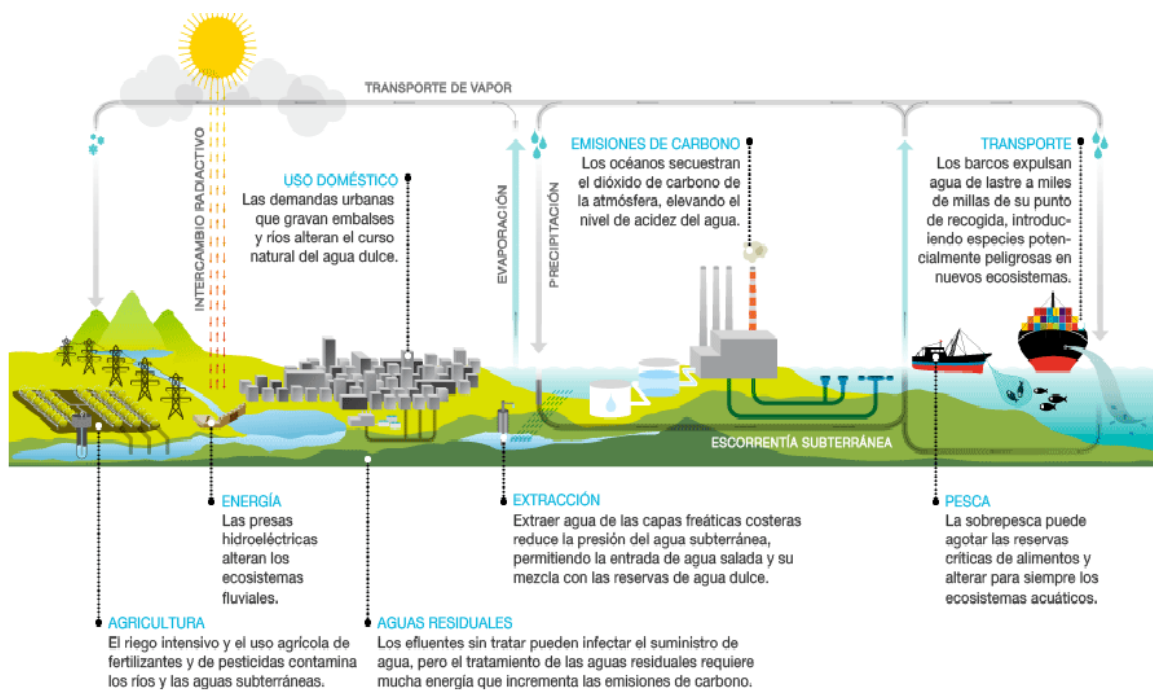 TRANSPORTE DE VAPOR
INTERCAMBIO RADIACTIVO
USO DOMÉSTICO
Las demandas urbanas
que gravan embalses
y ríos alteran el curso
natural del agua dulce.
EVAPORACIÓN
PRECIPITACIÓN
EMISIONES DE CARBONO
Los océanos secuestran
el dióxido de carbono de
la atmósfera, elevando el
nivel de acidez del agua.
TRANSPORTE
Los barcos expulsan
agua de lastre a miles
de millas de su punto
de recogida, introduc-
iendo especies poten-
cialmente peligrosas en
nuevos ecosistemas.
ESCORRENTÍA SUBTERRÁNEA
ENERGÍA
Las presas
hidroeléctricas
alteran los
ecosistemas
fluviales.
EXTRACCIÓN
Extraer agua de las capas freáticas costeras
reduce la presión del agua subterránea,
permitiendo la entrada de agua salada y su
mezcla con las reservas de agua dulce.
PESCA
La sobrepesca puede
agotar las reservas
críticas de alimentos y
alterar para siempre los
ecosistemas acuáticos.
AGRICULTURA
El riego intensivo y el uso agrícola de
fertilizantes y de pesticidas contamina
los ríos y las aguas subterráneas.
AGUAS RESIDUALES
Los efluentes sin tratar pueden infectar el suministro de
agua, pero el tratamiento de las aguas residuales requiere
mucha energía que incrementa las emisiones de carbono.